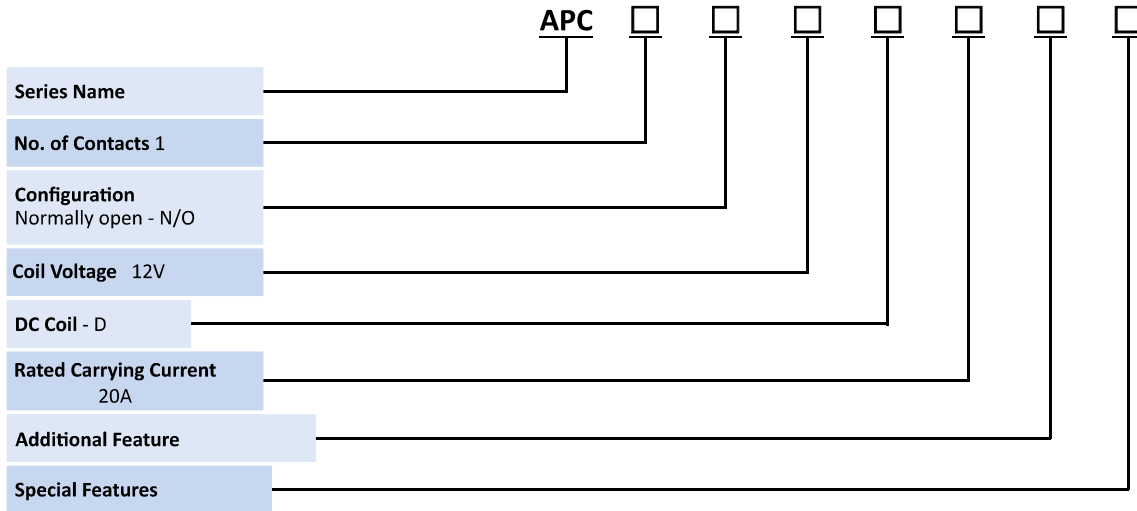 APC □ □ □ □ □ □ □
Series Name
No. of Contacts 1
Configuration
Normally open - N/O
Coil Voltage 12V
DC Coil - D
Rated Carrying Current
20A
Additional Feature
Special Features